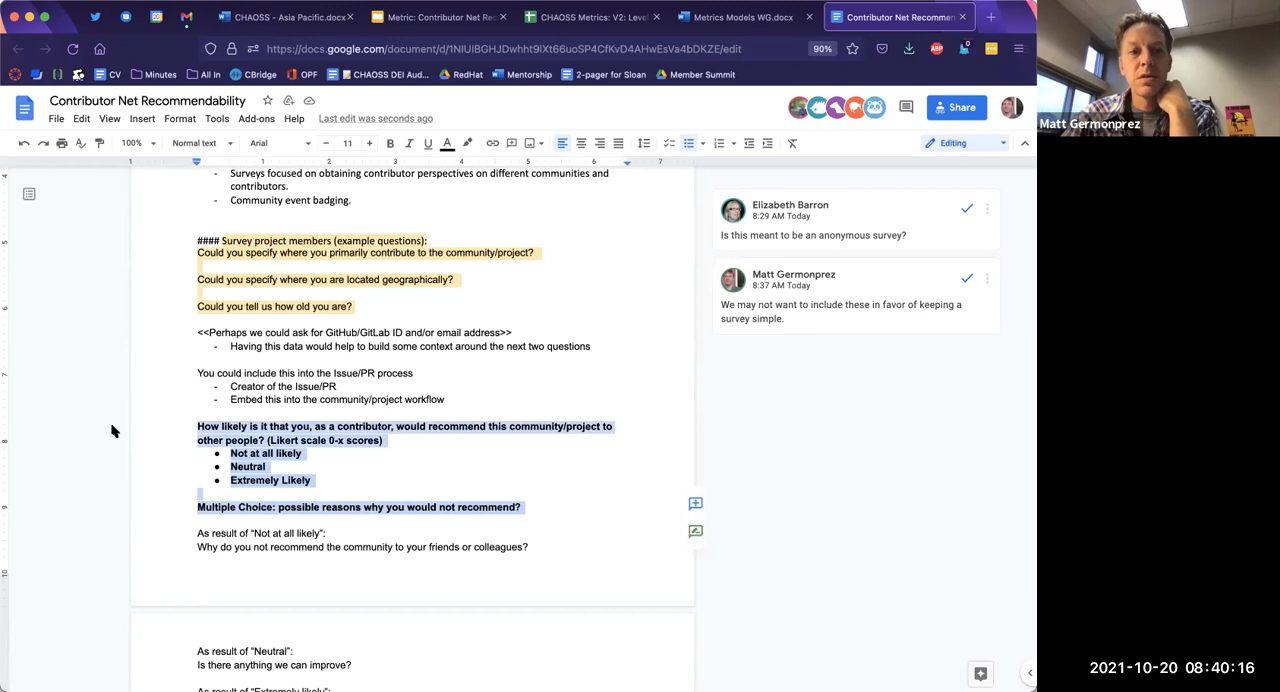 CHAOSS - Asia Pacific.docx
Metric: Contributor Net Rec
CHAOSS Metrics: V2: Level
Metrics Models WG.docx
Contributor Net Recommen
https://docs.google.com/document/d/
/edit
90%
CV
Minutes
All In
CBridge
OPF
CHAOSS DEI Aud...
RedHat
Mentorship
2-pager for Sloan
Member Summit
Contributor Net Recommendability
Share
File Edit View Insert Format Tools Add-ons Help Last edit was seconds ago
100% Normal text Arial 11 Editing
- Surveys focused on obtaining contributor perspectives on different communities and
contributors.
- Community event badging.
#### Survey project members (example questions):
Could you specify where you primarily contribute to the community/project?
Could you specify where you are located geographically?
Could you tell us how old you are?
<<Perhaps we could ask for GitHub/GitLab ID and/or email address>>
- Having this data would help to build some context around the next two questions
You could include this into the Issue/PR process
- Creator of the Issue/PR
- Embed this into the community/project workflow
How likely is it that you, as a contributor, would recommend this community/project to
other people? (Likert scale 0-x scores)
● Not at all likely
● Neutral
● Extremely Likely
Multiple Choice: possible reasons why you would not recommend?
As result of "Not at all likely":
Why do you not recommend the community to your friends or colleagues?
As result of "Neutral":
Is there anything we can improve?
As result of "Extremely likely":
Elizabeth Barron
8:29 AM Today
Is this meant to be an anonymous survey?
Matt Germonprez
8:37 AM Today
We may not want to include these in favor of keeping a
survey simple.
Matt Germonprez
2021-10-20 08:40:16